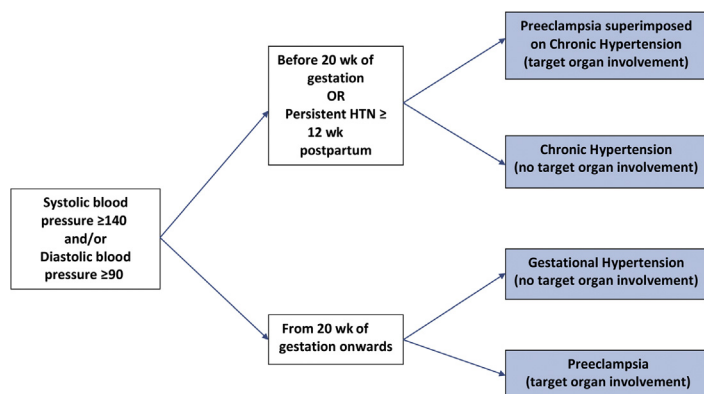 Preeclampsia superimposed
on Chronic Hypertension
(target organ involvement)
Before 20 wk of
gestation
OR
Persistent HTN ≥
12 wk
postpartum
Chronic Hypertension
(no target organ involvement)
Systolic blood
pressure ≥140
and/or
Diastolic blood
pressure ≥90
Gestational Hypertension
(no target organ involvement)
From 20 wk of
gestation onwards
Preeclampsia
(target organ involvement)